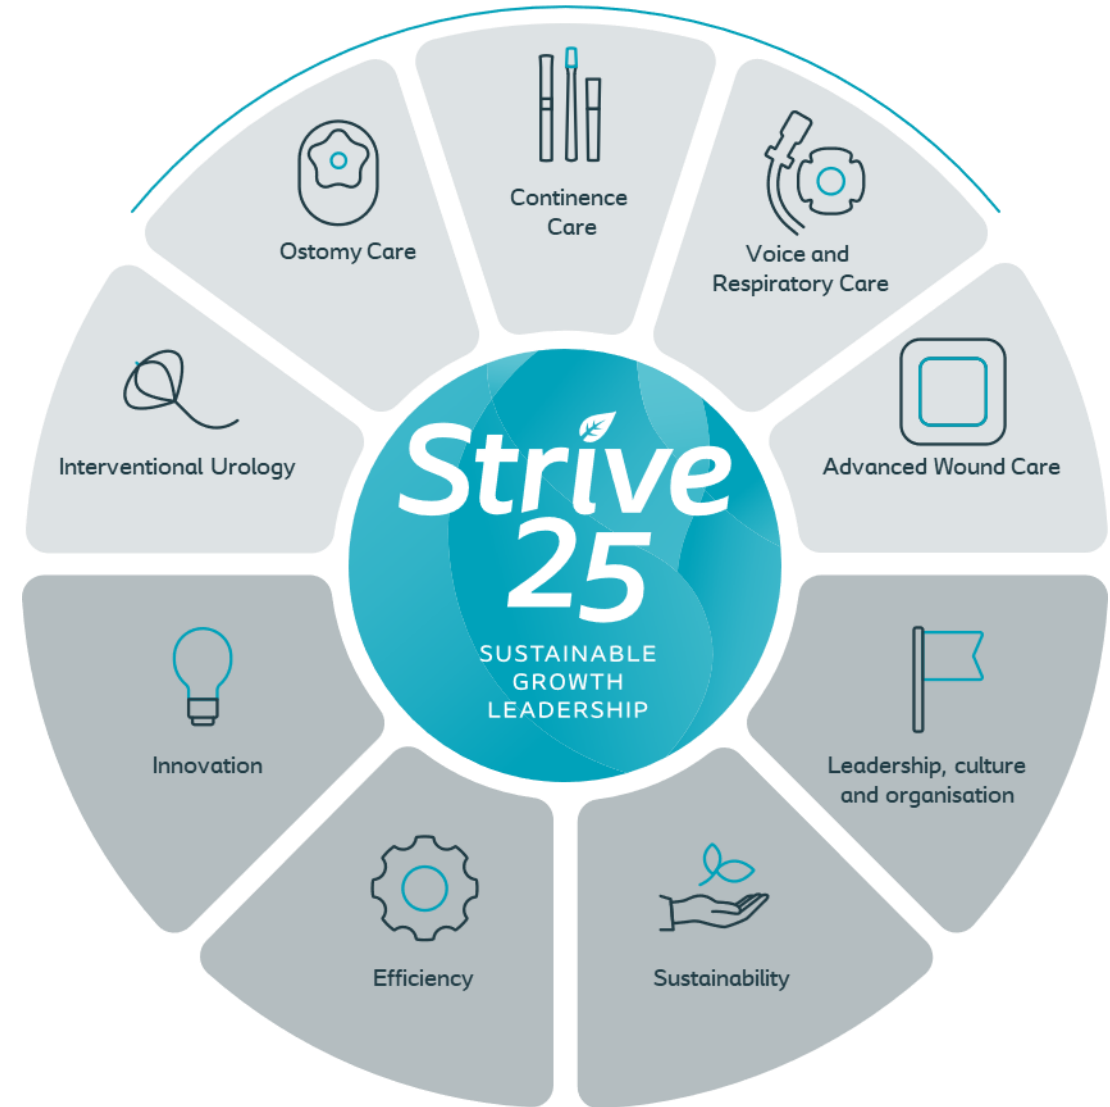 Continence
Care
Ostomy Care
Voice and
Respiratory Care
Interventional Urology
Advanced Wound Care
Strive
25
SUSTAINABLE
GROWTH
LEADERSHIP
Innovation
Leadership, culture
and organisation
Efficiency
Sustainability